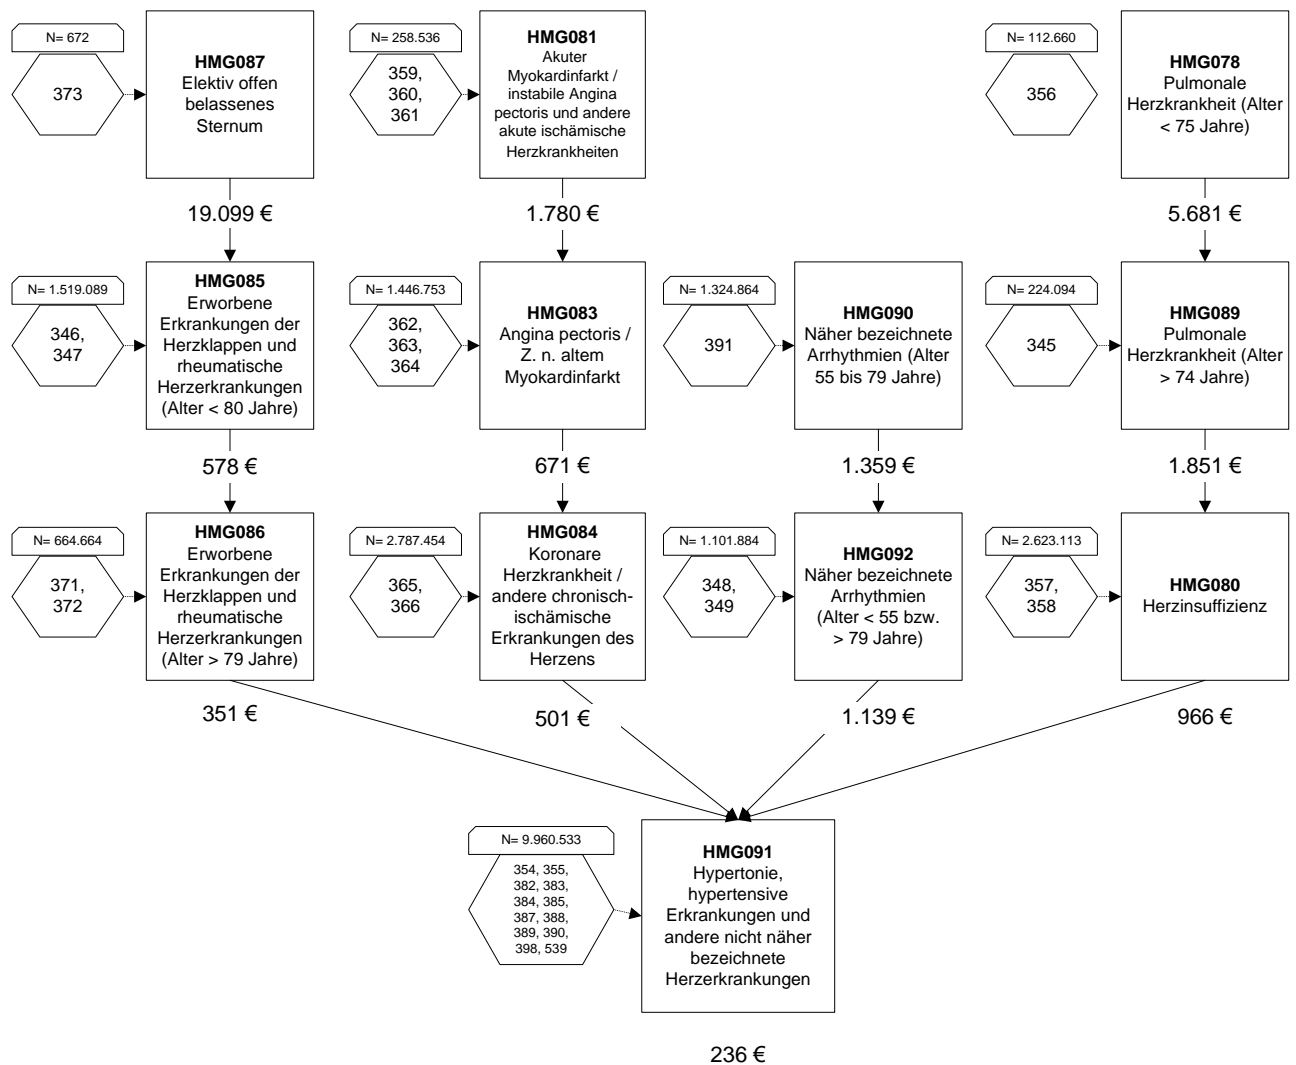 N= 672
373
HMG087
Elektiv offen
belassenes
Sternum
19.099 €
N= 258.536
359,
360,
361
HMG081
Akuter
Myokardinfarkt /
instabile Angina
pectoris und andere
akute ischämische
Herzkrankheiten
1.780 €
N= 112.660
356
HMG078
Pulmonale
Herzkrankheit (Alter
< 75 Jahre)
5.681 €
N= 1.519.089
346,
347
HMG085
Erworbene
Erkrankungen der
Herzklappen und
rheumatische
Herzerkrankungen
(Alter < 80 Jahre)
578 €
N= 1.446.753
362,
363,
364
HMG083
Angina pectoris /
Z. n. altem
Myokardinfarkt
671 €
N= 1.324.864
391
HMG090
Näher bezeichnete
Arrhythmien (Alter
55 bis 79 Jahre)
1.359 €
N= 224.094
345
HMG089
Pulmonale
Herzkrankheit (Alter
> 74 Jahre)
1.851 €
N= 664.664
371,
372
HMG086
Erworbene
Erkrankungen der
Herzklappen und
rheumatische
Herzerkrankungen
(Alter > 79 Jahre)
351 €
N= 2.787.454
365,
366
HMG084
Koronare
Herzkrankheit /
andere chronisch-
ischämische
Erkrankungen des
Herzens
501 €
N= 1.101.884
348,
349
HMG092
Näher bezeichnete
Arrhythmien
(Alter < 55 bzw.
> 79 Jahre)
1.139 €
N= 2.623.113
357,
358
HMG080
Herzinsuffizienz
966 €
N= 9.960.533
354, 355,
382, 383,
384, 385,
387, 388,
389, 390,
398, 539
HMG091
Hypertonie,
hypertensive
Erkrankungen und
andere nicht näher
bezeichnete
Herzerkrankungen
236 €